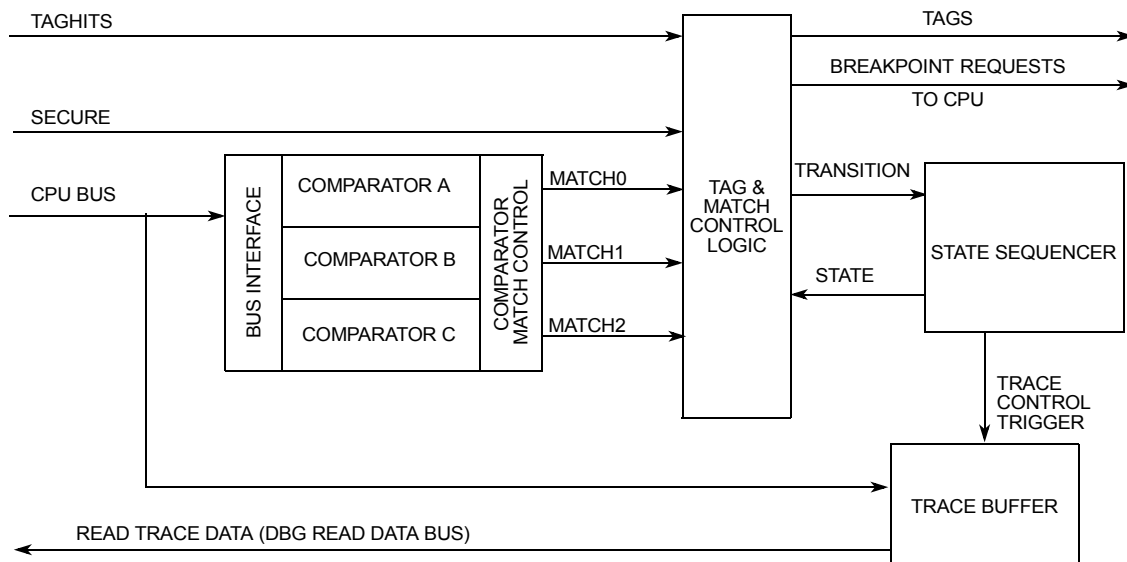 TAGHITS
TAGS
BREAKPOINT REQUESTS
TO CPU
SECURE
CPU BUS
BUS INTERFACE
COMPARATOR A
COMPARATOR B
COMPARATOR C
COMPARATOR
MATCH CONTROL
MATCH0
MATCH1
MATCH2
TAG &
MATCH
CONTROL
LOGIC
TRANSITION
STATE
STATE SEQUENCER
TRACE
CONTROL
TRIGGER
TRACE BUFFER
READ TRACE DATA (DBG READ DATA BUS)